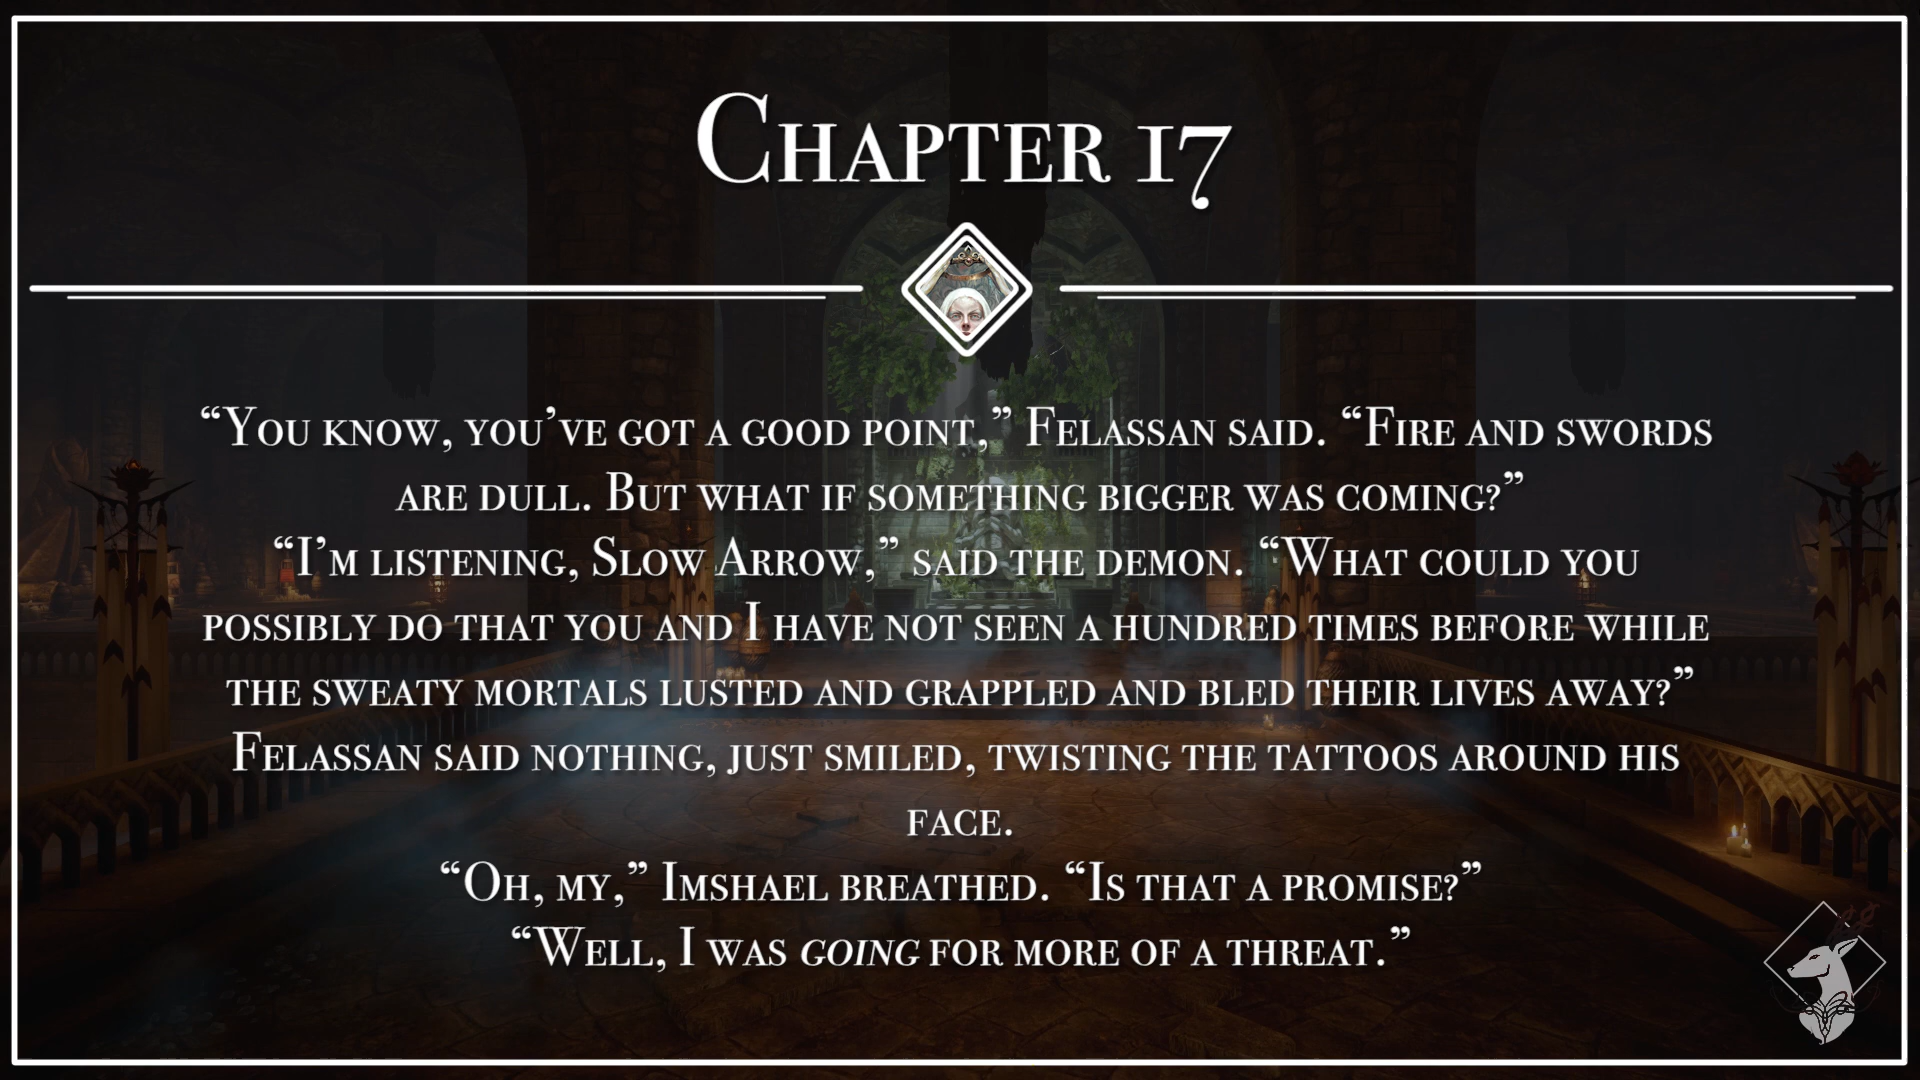 Chapter 17
“You know, you’ve got a good point,” Felassan said. “Fire and swords
are dull. But what if something bigger was coming?”
“I’m listening, Slow Arrow,” said the demon. “What could you
possibly do that you and I have not seen a hundred times before while
the sweaty mortals lusted and grappled and bled their lives away?”
Felassan said nothing, just smiled, twisting the tattoos around his
face.
“Oh, my,” Imshael breathed. “Is that a promise?”
“Well, I was going for more of a threat.”